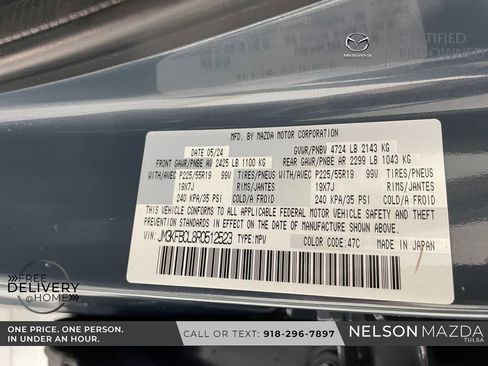 mazda
CERTIFIED
PRE-OWNED
MFD. BY MAZDA MOTOR CORPORATION
DATE 05/24 GVWR/PNBV 4724 LB 2143 KG
FRONT GAWR/PNBE AV 2425 LB 1100 KG REAR GAWR/PNBE AR 2299 LB 1043 KG
WITH/AVEC P225/55R19 99V TIRES/PNEUS WITH/AVEC P225/55R19 99V TIRES/PNEUS
19X7J RIMS/JANTES 19X7J RIMS/JANTES
240 KPA/35 PSI COLD/A FROID 240 KPA/35 PSI COLD/A FROID
THIS VEHICLE CONFORMS TO ALL APPLICABLE FEDERAL MOTOR VEHICLE SAFETY AND THEFT
PREVENTION STANDARDS IN EFFECT ON THE DATE OF MANUFACTURE SHOWN ABOVE.
VIN: JM3KFBCL8R0512523 TYPE:MPV COLOR CODE:47C MADE IN JAPAN
FREE
DELIVERY
@HOME
ONE PRICE. ONE PERSON.
IN UNDER AN HOUR.
CALL OR TEXT: 918-296-7897
NELSON MAZDA
TULSA